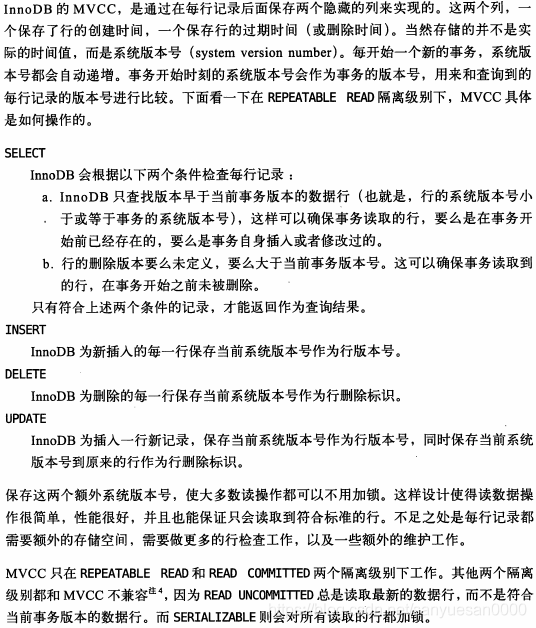 InnoDB 的 MVCC，是通过在每行记录后面保存两个隐藏的列来实现的。这两个列，一
个保存了行的创建时间，一个保存行的过期时间（或删除时间）。当然存储的并不是实
际的时间值，而是系统版本号（system version number）。每开始一个新的事务，系统版
本号都会自动递增。事务开始时刻的系统版本号会作为事务的版本号，用来和查询到的
每行记录的版本号进行比较。下面看一下在 REPEATABLE READ 隔离级别下，MVCC 具体
是如何操作的。
SELECT
InnoDB 会根据以下两个条件检查每行记录：
a. InnoDB 只查找版本早于当前事务版本的数据行（也就是，行的系统版本号小
于或等于事务的系统版本号），这样可以确保事务读取的行，要么是在事务开
始前已经存在的，要么是事务自身插入或者修改过的。
b. 行的删除版本要么未定义，要么大于当前事务版本号。这可以确保事务读取到
的行，在事务开始之前未被删除。
只有符合上述两个条件的记录，才能返回作为查询结果。
INSERT
InnoDB 为新插入的每一行保存当前系统版本号作为行版本号。
DELETE
InnoDB 为删除的每一行保存当前系统版本号作为行删除标识。
UPDATE
InnoDB 为插入一行新记录，保存当前系统版本号作为行版本号，同时保存当前系统
版本号到原来的行作为行删除标识。
保存这两个额外系统版本号，使大多数读操作都可以不用加锁。这样设计使得读数据操
作很简单，性能很好，并且也能保证只会读取到符合标准的行。不足之处是每行记录都
需要额外的存储空间，需要做更多的行检查工作，以及一些额外的维护工作。
MVCC 只在 REPEATABLE READ 和 READ COMMITTED 两个隔离级别下工作。其他两个隔离
级别都和 MVCC 不兼容注4，因为 READ UNCOMMITTED 总是读取最新的数据行，而不是符合
当前事务版本的数据行。而 SERIALIZABLE 则会对所有读取的行都加锁。